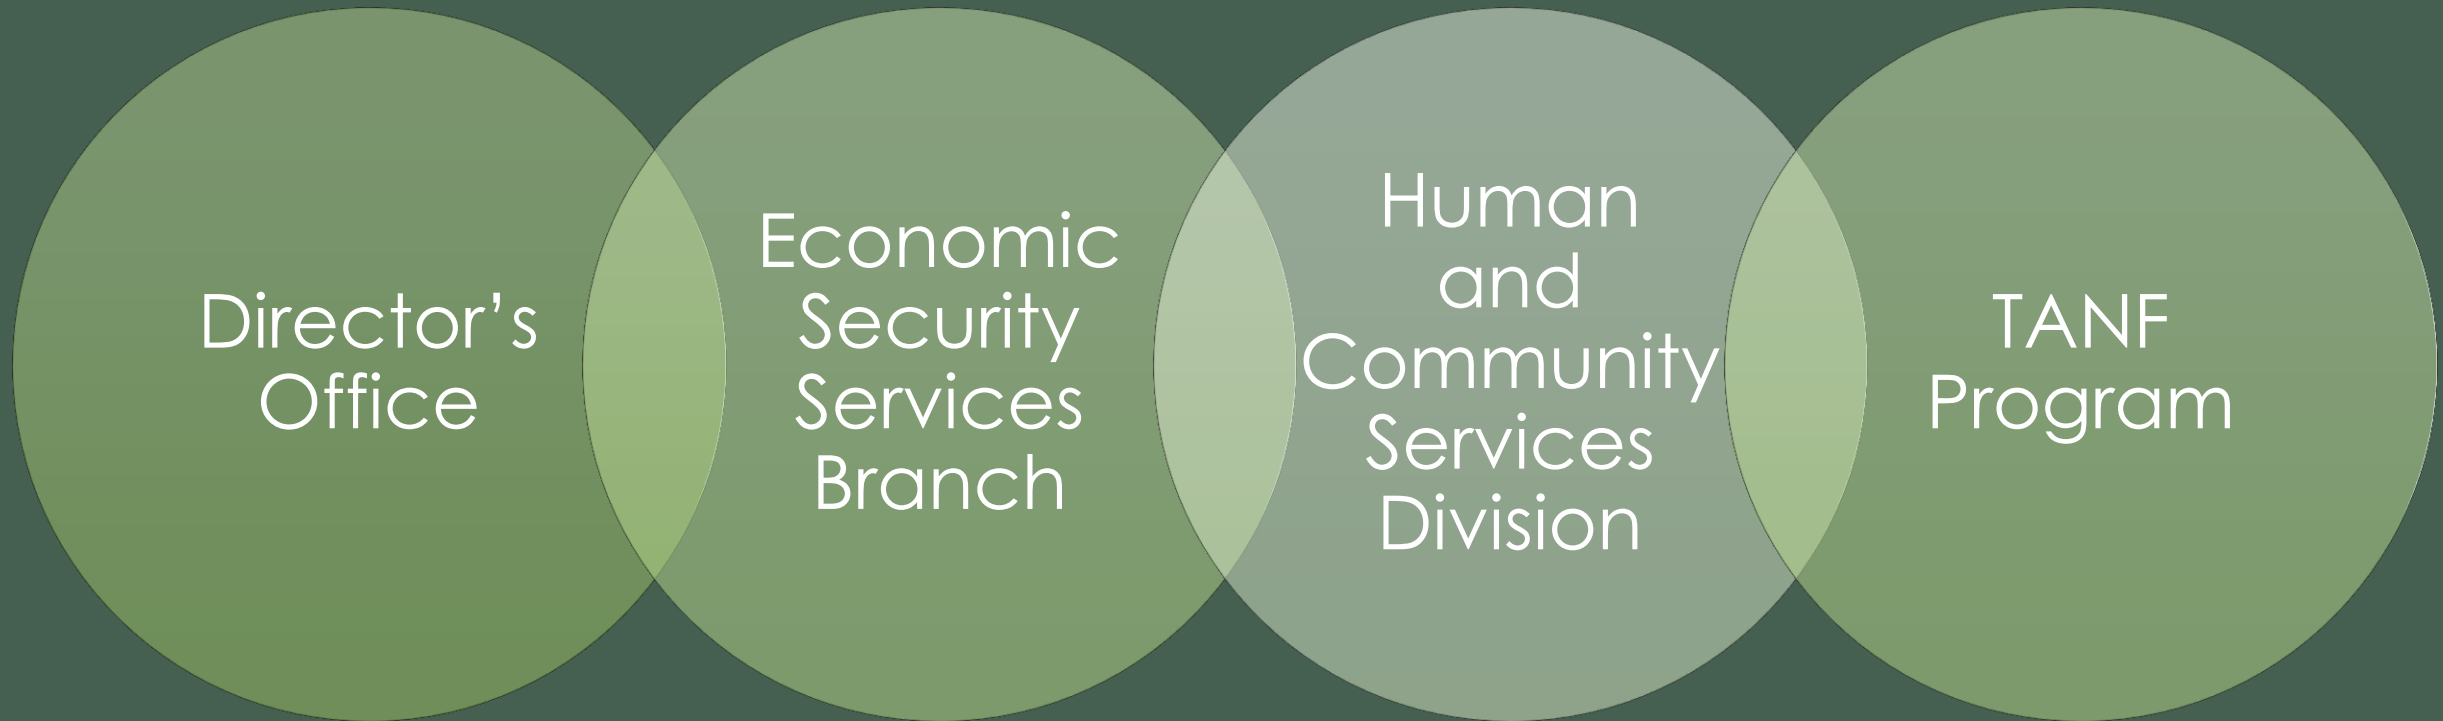 Director’s
Office
Economic
Security
Services
Branch
Human
and
Community
Services
Division
TANF
Program